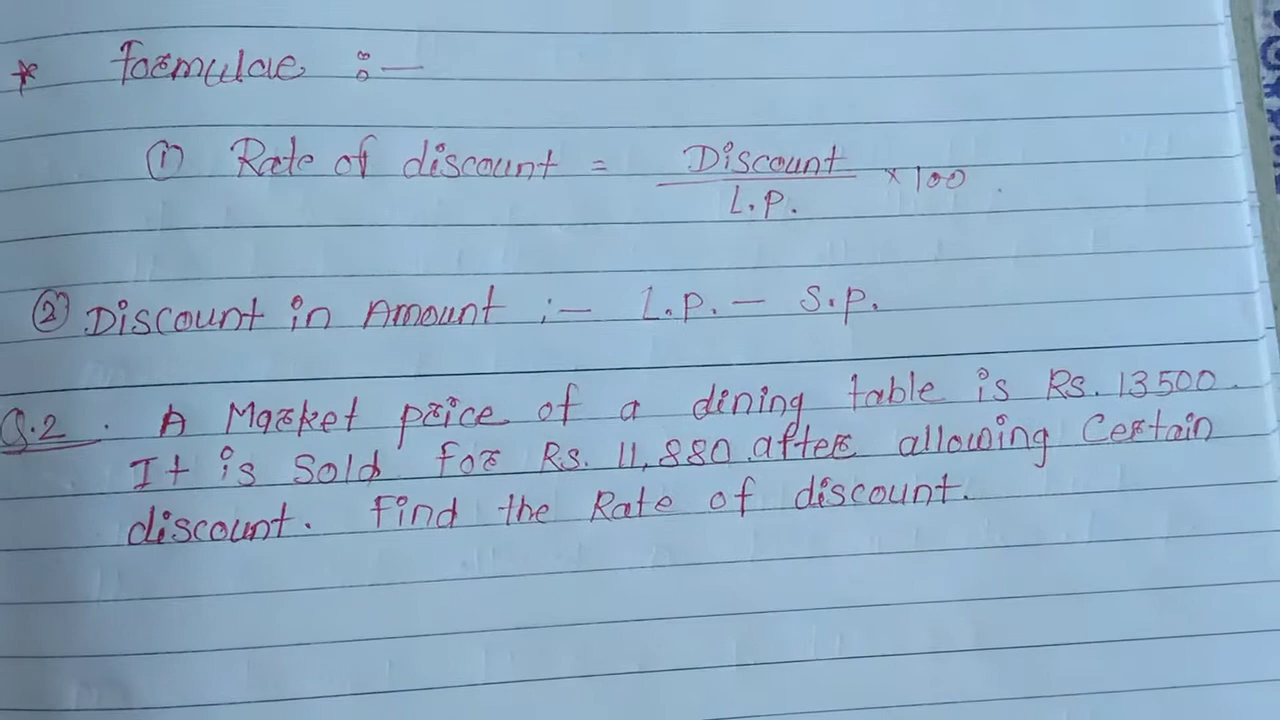 * Formulae :-
① Rate of discount = Discount / L.P. × 100
② Discount in Amount :- L.P. - S.P.
Q.2. A Market price of a dining table is Rs. 13500.
It is sold for Rs. 11,880 after allowing Certain
discount. Find the Rate of discount.